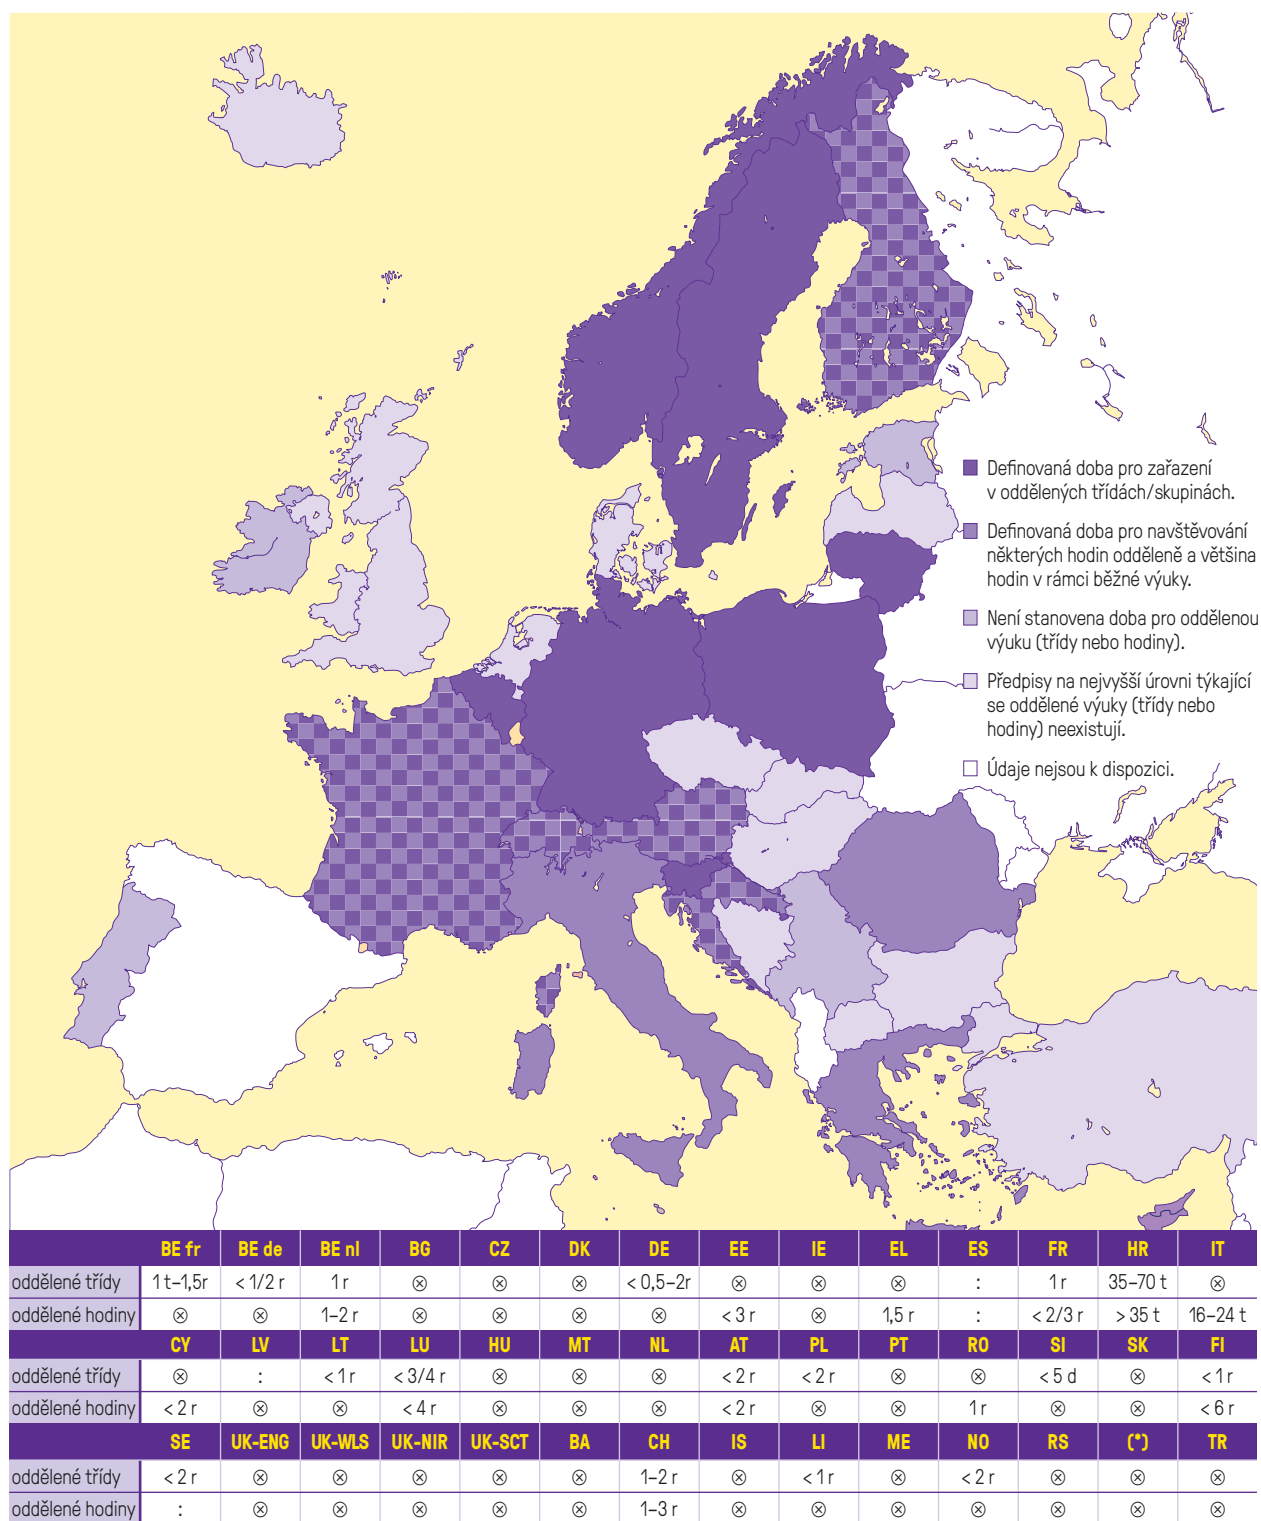 Definovaná doba pro zařazení
v oddělených třídách/skupinách.
Definovaná doba pro navštěvování
některých hodin odděleně a většina
hodin v rámci běžné výuky.
Není stanovena doba pro oddělenou
výuku (třídy nebo hodiny).
Předpisy na nejvyšší úrovni týkající
se oddělené výuky (třídy nebo
hodiny) neexistují.
Údaje nejsou k dispozici.
BE fr BE de BE nl BG CZ DK DE EE IE EL ES FR HR IT
oddělené třídy 1 t–1,5r < 1/2 r 1 r ⊗ ⊗ ⊗ < 0,5–2r ⊗ ⊗ ⊗ : 1 r 35–70 t ⊗
oddělené hodiny ⊗ ⊗ 1–2 r ⊗ ⊗ ⊗ ⊗ < 3 r ⊗ 1,5 r : < 2/3 r > 35 t 16–24 t
CY LV LT LU HU MT NL AT PL PT RO SI SK FI
oddělené třídy ⊗ : < 1 r < 3/4 r ⊗ ⊗ ⊗ < 2 r < 2 r ⊗ ⊗ < 5 d ⊗ < 1 r
oddělené hodiny < 2 r ⊗ ⊗ < 4 r ⊗ ⊗ ⊗ < 2 r ⊗ ⊗ 1 r ⊗ ⊗ < 6 r
SE UK-ENG UK-WLS UK-NIR UK-SCT BA CH IS LI ME NO RS (*) TR
oddělené třídy < 2 r ⊗ ⊗ ⊗ ⊗ ⊗ 1–2 r ⊗ < 1 r ⊗ < 2 r ⊗ ⊗ ⊗
oddělené hodiny : ⊗ ⊗ ⊗ ⊗ ⊗ 1–3 r ⊗ ⊗ ⊗ ⊗ ⊗ ⊗ ⊗